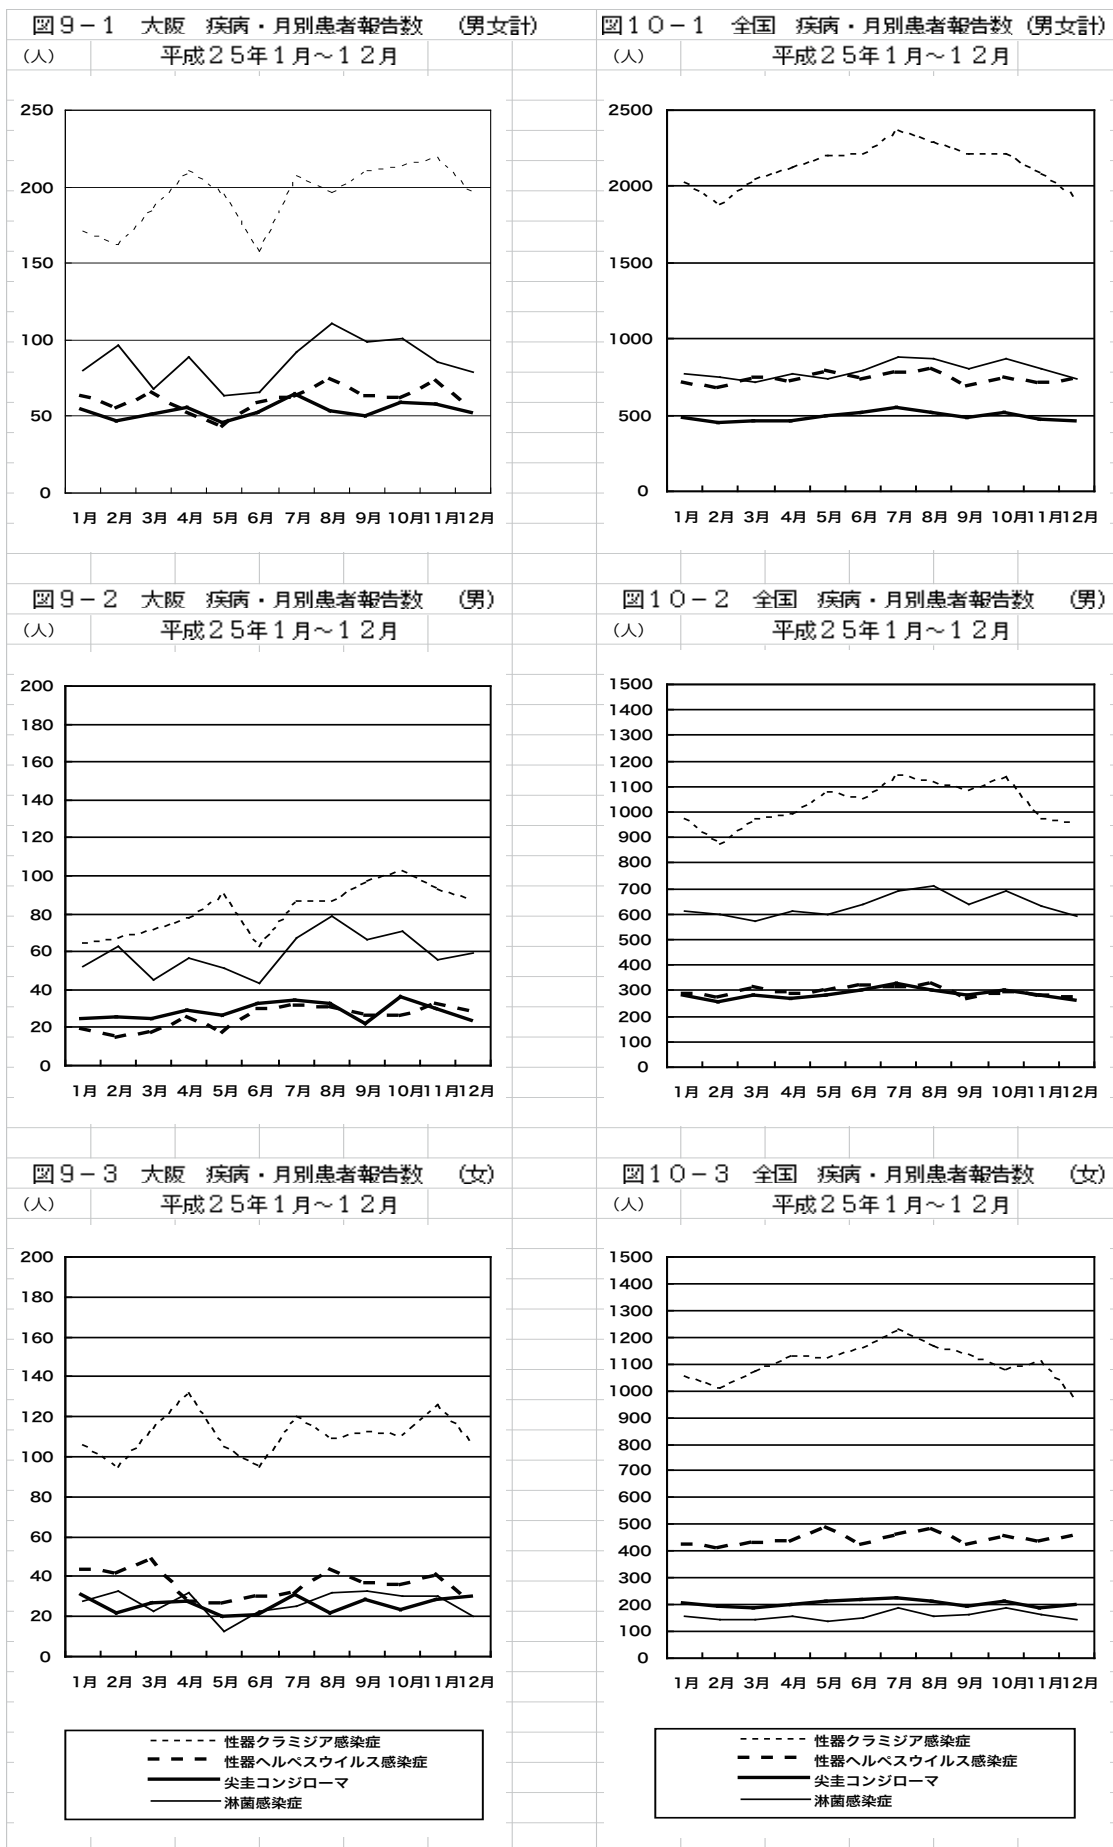 図９－１　大阪　疾病・月別患者報告数　（男女計）
（人）　平成２５年１月～１２月
250
200
150
100
50
0
1月 2月 3月 4月 5月 6月 7月 8月 9月 10月 11月 12月
図１０－１　全国　疾病・月別患者報告数（男女計）
（人）　平成２５年１月～１２月
2500
2000
1500
1000
500
0
1月 2月 3月 4月 5月 6月 7月 8月 9月 10月 11月 12月
図９－２　大阪　疾病・月別患者報告数　（男）
（人）　平成２５年１月～１２月
200
180
160
140
120
100
80
60
40
20
0
1月 2月 3月 4月 5月 6月 7月 8月 9月 10月 11月 12月
図１０－２　全国　疾病・月別患者報告数　（男）
（人）　平成２５年１月～１２月
1500
1400
1300
1200
1100
1000
900
800
700
600
500
400
300
200
100
0
1月 2月 3月 4月 5月 6月 7月 8月 9月 10月 11月 12月
図９－３　大阪　疾病・月別患者報告数　（女）
（人）　平成２５年１月～１２月
200
180
160
140
120
100
80
60
40
20
0
1月 2月 3月 4月 5月 6月 7月 8月 9月 10月 11月 12月
図１０－３　全国　疾病・月別患者報告数　（女）
（人）　平成２５年１月～１２月
1500
1400
1300
1200
1100
1000
900
800
700
600
500
400
300
200
100
0
1月 2月 3月 4月 5月 6月 7月 8月 9月 10月 11月 12月
性器クラミジア感染症
性器ヘルペスウイルス感染症
尖圭コンジローマ
淋菌感染症
性器クラミジア感染症
性器ヘルペスウイルス感染症
尖圭コンジローマ
淋菌感染症